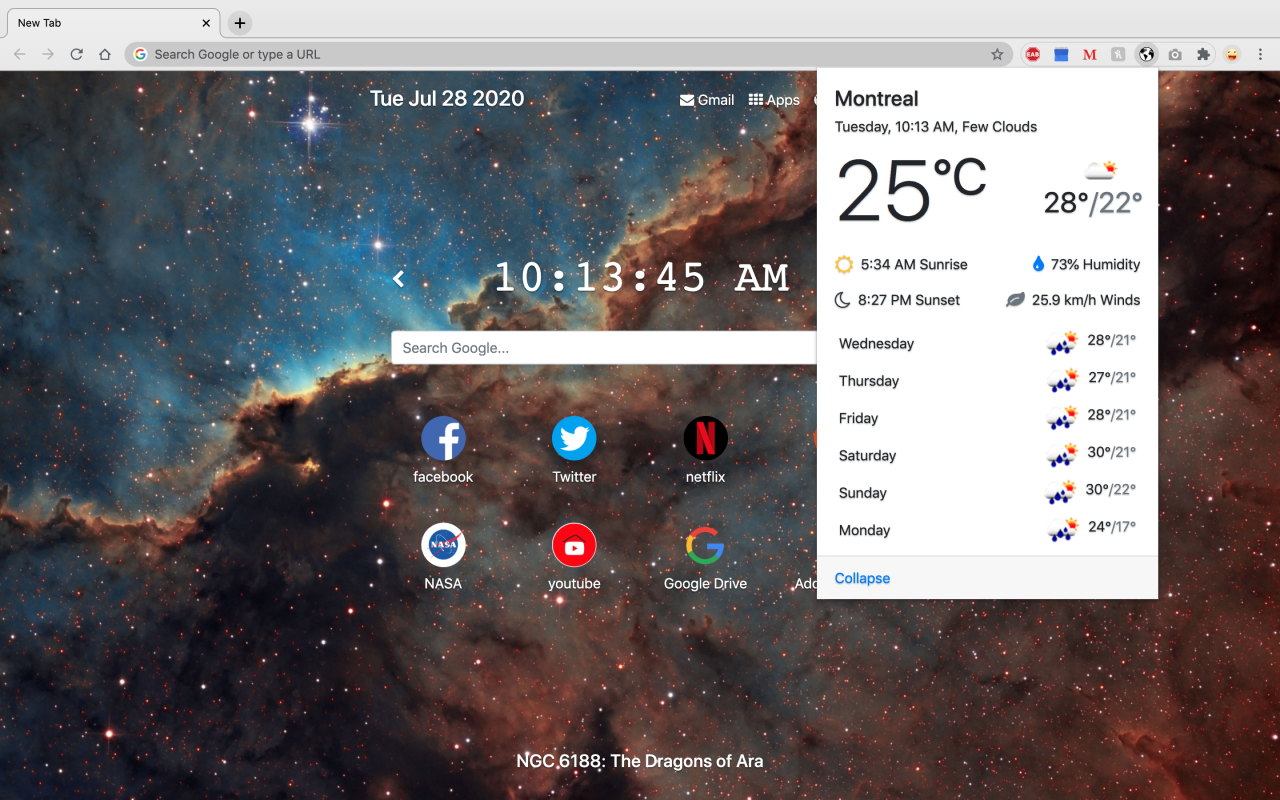 New Tab
Search Google or type a URL
EAB
M
Tue Jul 28 2020
Gmail
Apps
10:13:45 AM
Search Google...
facebook
Twitter
netflix
NASA
NASA
youtube
Google Drive
Add
NGC 6188: The Dragons of Ara
Montreal
Tuesday, 10:13 AM, Few Clouds
25°C
28°/22°
5:34 AM Sunrise
73% Humidity
8:27 PM Sunset
25.9 km/h Winds
Wednesday 28°/21°
Thursday 27°/21°
Friday 28°/21°
Saturday 30°/21°
Sunday 30°/22°
Monday 24°/17°
Collapse